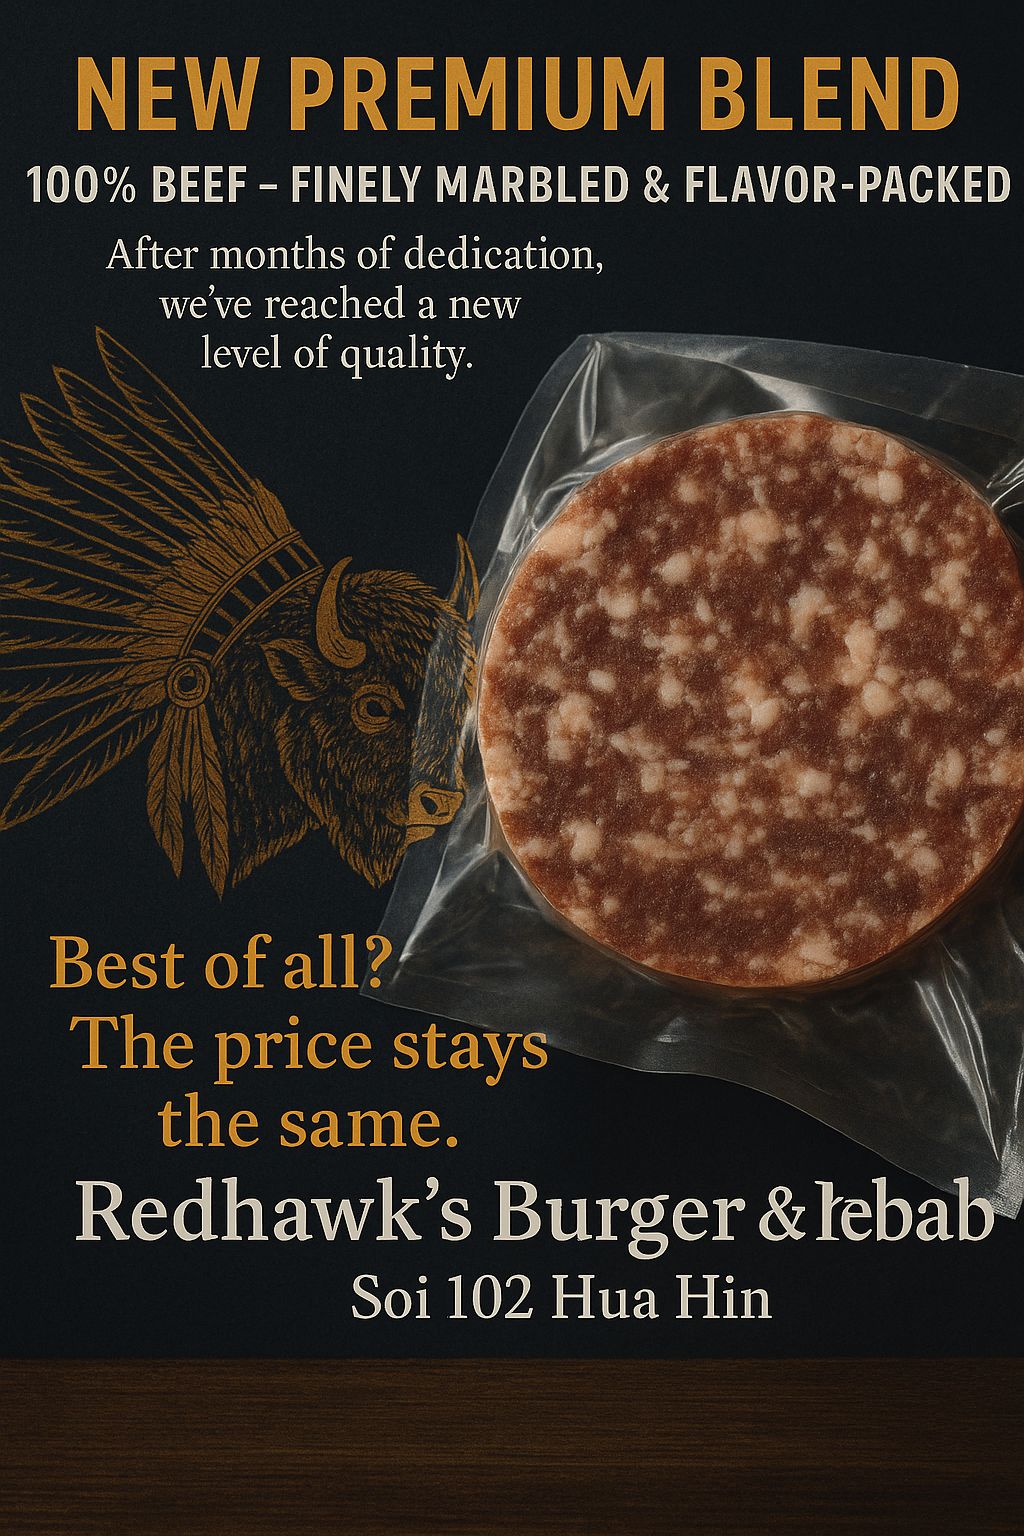 NEW PREMIUM BLEND
100% BEEF – FINELY MARBLED & FLAVOR-PACKED
After months of dedication,
we've reached a new
level of quality.
Best of all?
The price stays
the same.
Redhawk's Burger &
Soi 102 Hua Hin